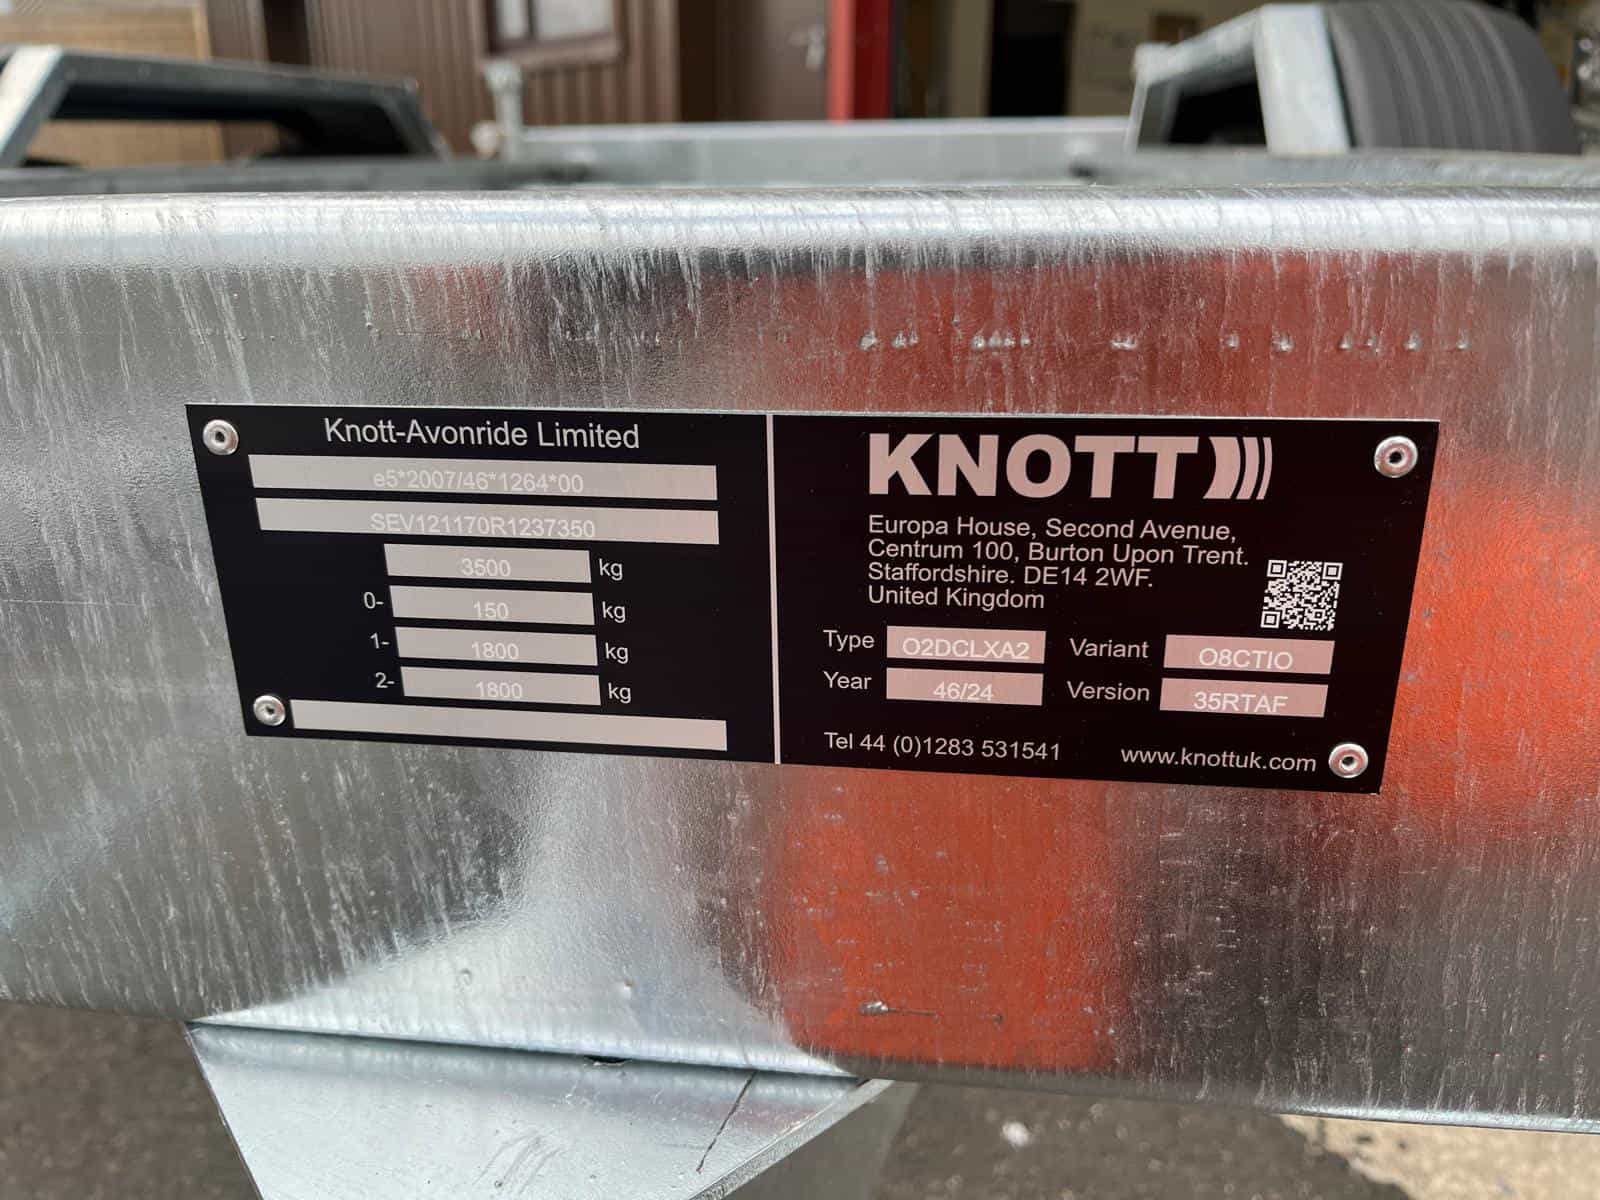 Knott-Avonride Limited
e5*2007/46*1264*00
SEV121170R1237350
3500 kg
0- 150 kg
1- 1800 kg
2- 1800 kg
KNOTT
Europa House, Second Avenue,
Centrum 100, Burton Upon Trent.
Staffordshire. DE14 2WF.
United Kingdom
Type O2DCLXA2 Variant O8CTIO
Year 46/24 Version 35RTAF
Tel 44 (0)1283 531541 www.knottuk.com